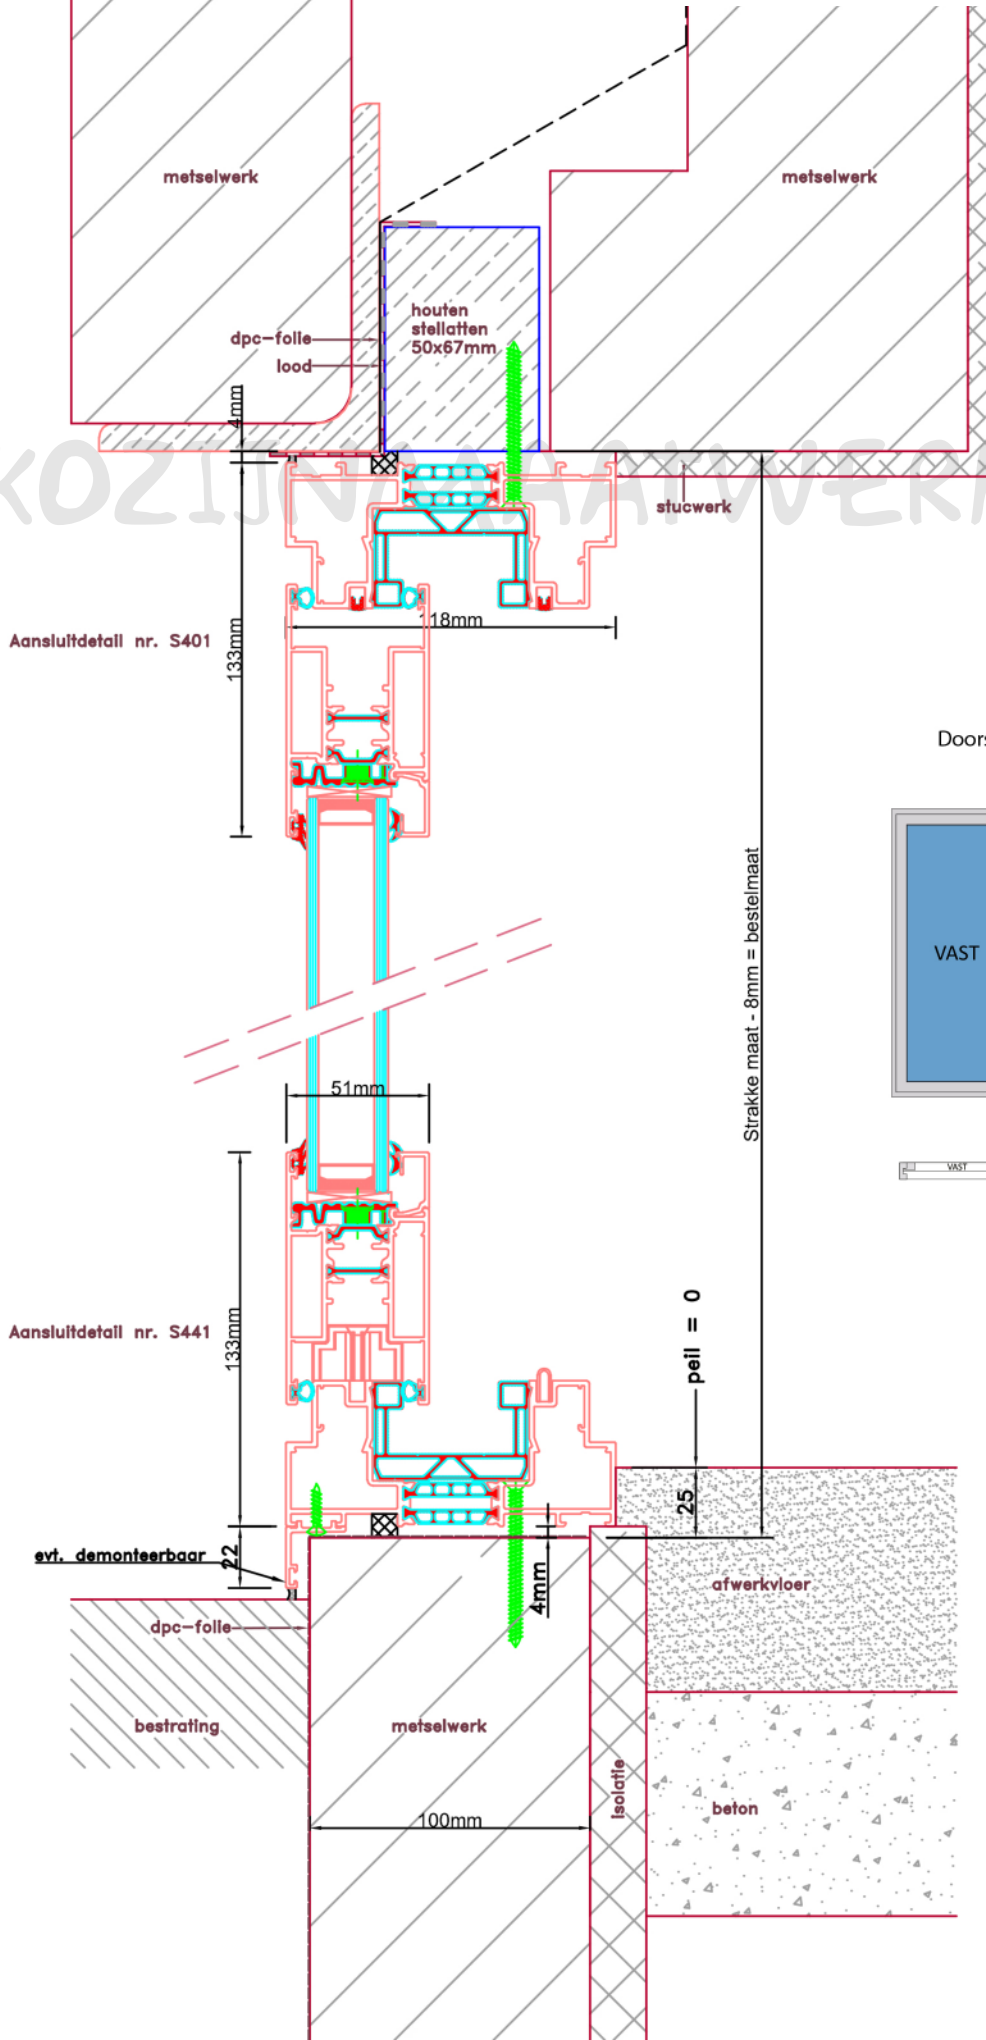 metselwerk
metselwerk
houten
stellatten
50x67mm
dpc-folie
lood
4mm
KOZIJNMAATWERK
stucwerk
118mm
Aansluitdetail nr. S401
133mm
Doors
VAST
Strakke maat - 8mm = bestelmaat
51mm
VAST
Aansluitdetail nr. S441
133mm
peil = 0
25
evt. demonteerbaar
22
4mm
afwerkvloer
dpc-folie
bestrating
metselwerk
isolatie
beton
100mm